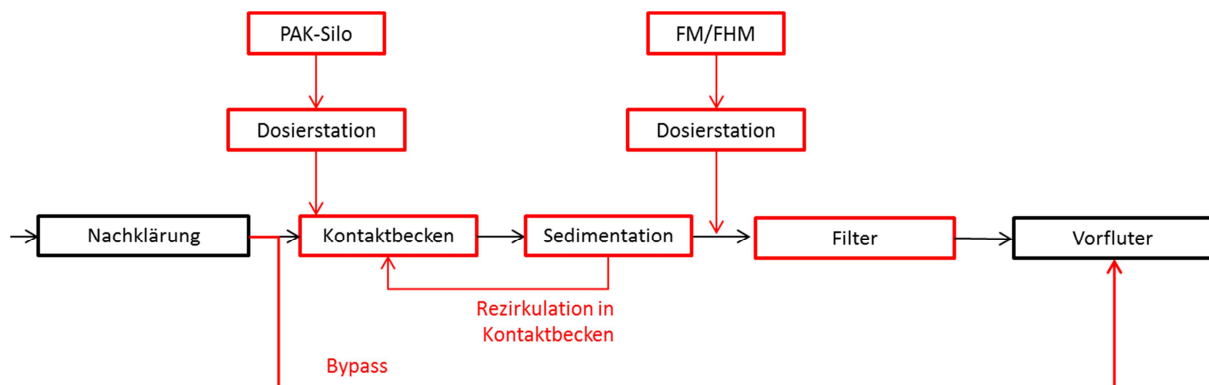 PAK-Silo
FM/FHM
Dosierstation
Dosierstation
Nachklärung
Kontaktbecken
Sedimentation
Filter
Vorfluter
Rezirkulation in
Kontaktbecken
Bypass